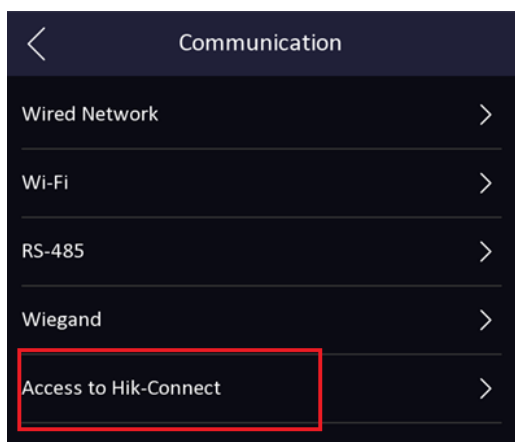 Communication
Wired Network
Wi-Fi
RS-485
Wiegand
Access to Hik-Connect